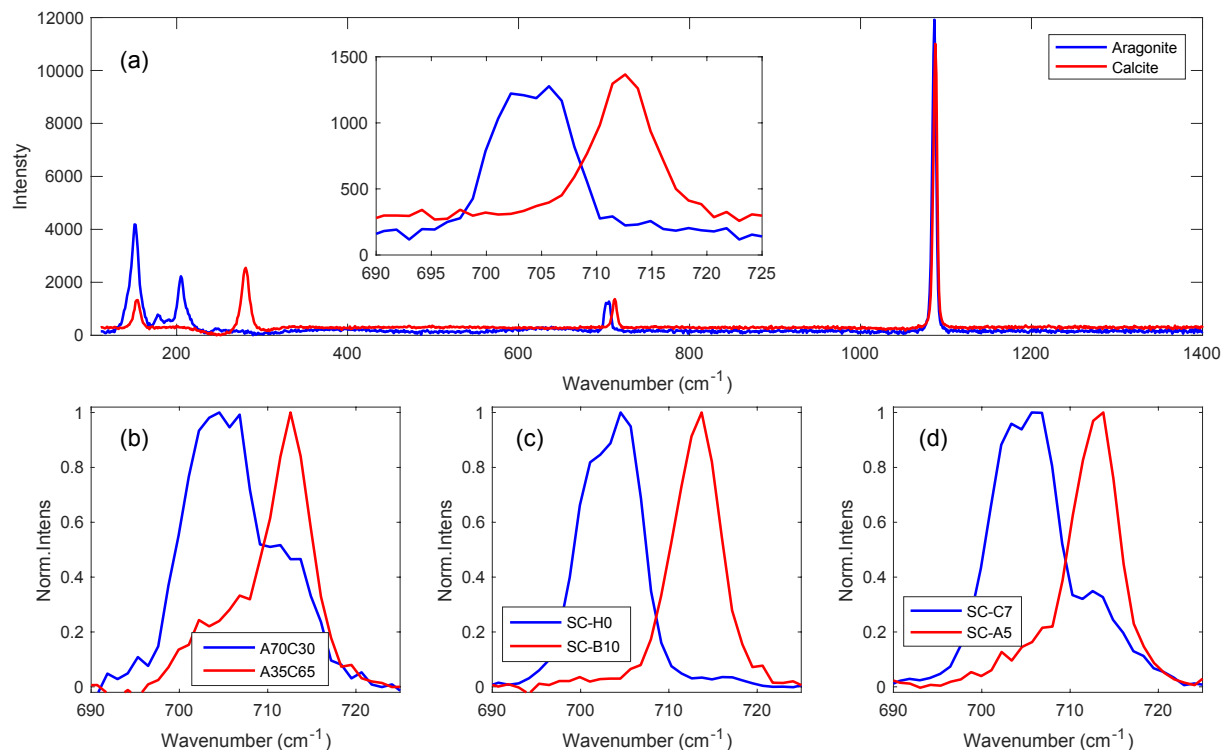 12000
10000
8000
6000
4000
2000
0
Intensty
(a)
Aragonite
Calcite
1500
1000
500
0
690 695 700 705 710 715 720 725
200 400 600 800 1000 1200 1400
Wavenumber (cm-1)
(b)
1
0.8
0.6
0.4
0.2
0
Norm.Intens
A70C30
A35C65
690 700 710 720
Wavenumber (cm-1)
(c)
1
0.8
0.6
0.4
0.2
0
Norm.Intens
SC-H0
SC-B10
690 700 710 720
Wavenumber (cm-1)
(d)
1
0.8
0.6
0.4
0.2
0
Norm.Intens
SC-C7
SC-A5
690 700 710 720
Wavenumber (cm-1)